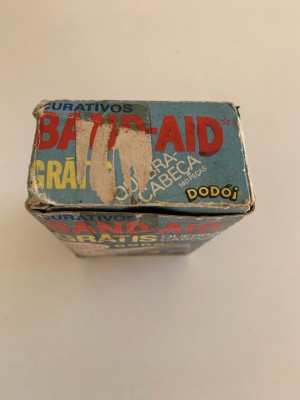 CURATIVOS
BAND-AID*
GRÁTIS
QUEBRA-
CABEÇA
DODÓI
CURATIVOS
BAND-AID
GRÁTIS